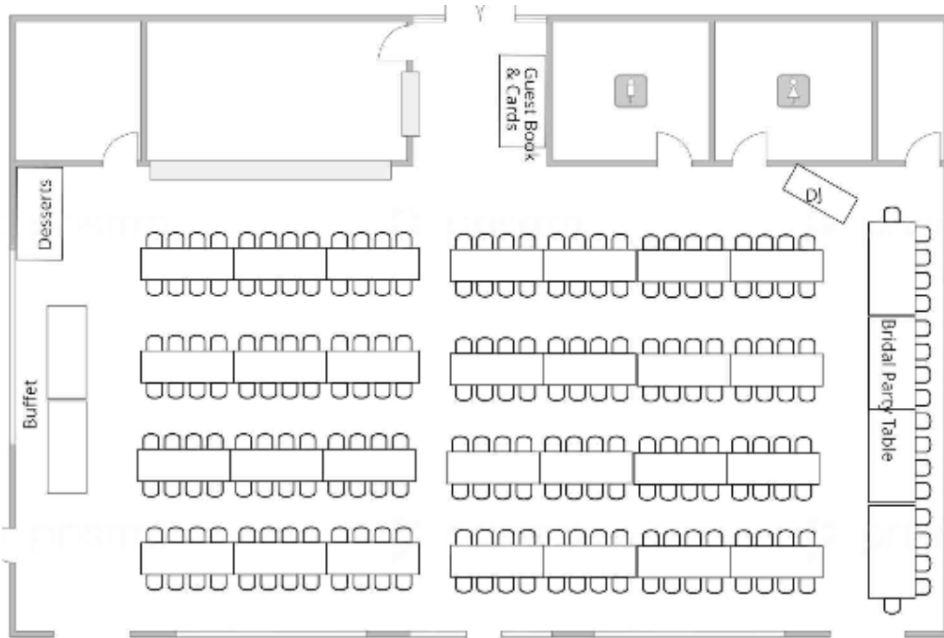 Guest Book
& Cards
DJ
Desserts
Bridal Party Table
Buffet